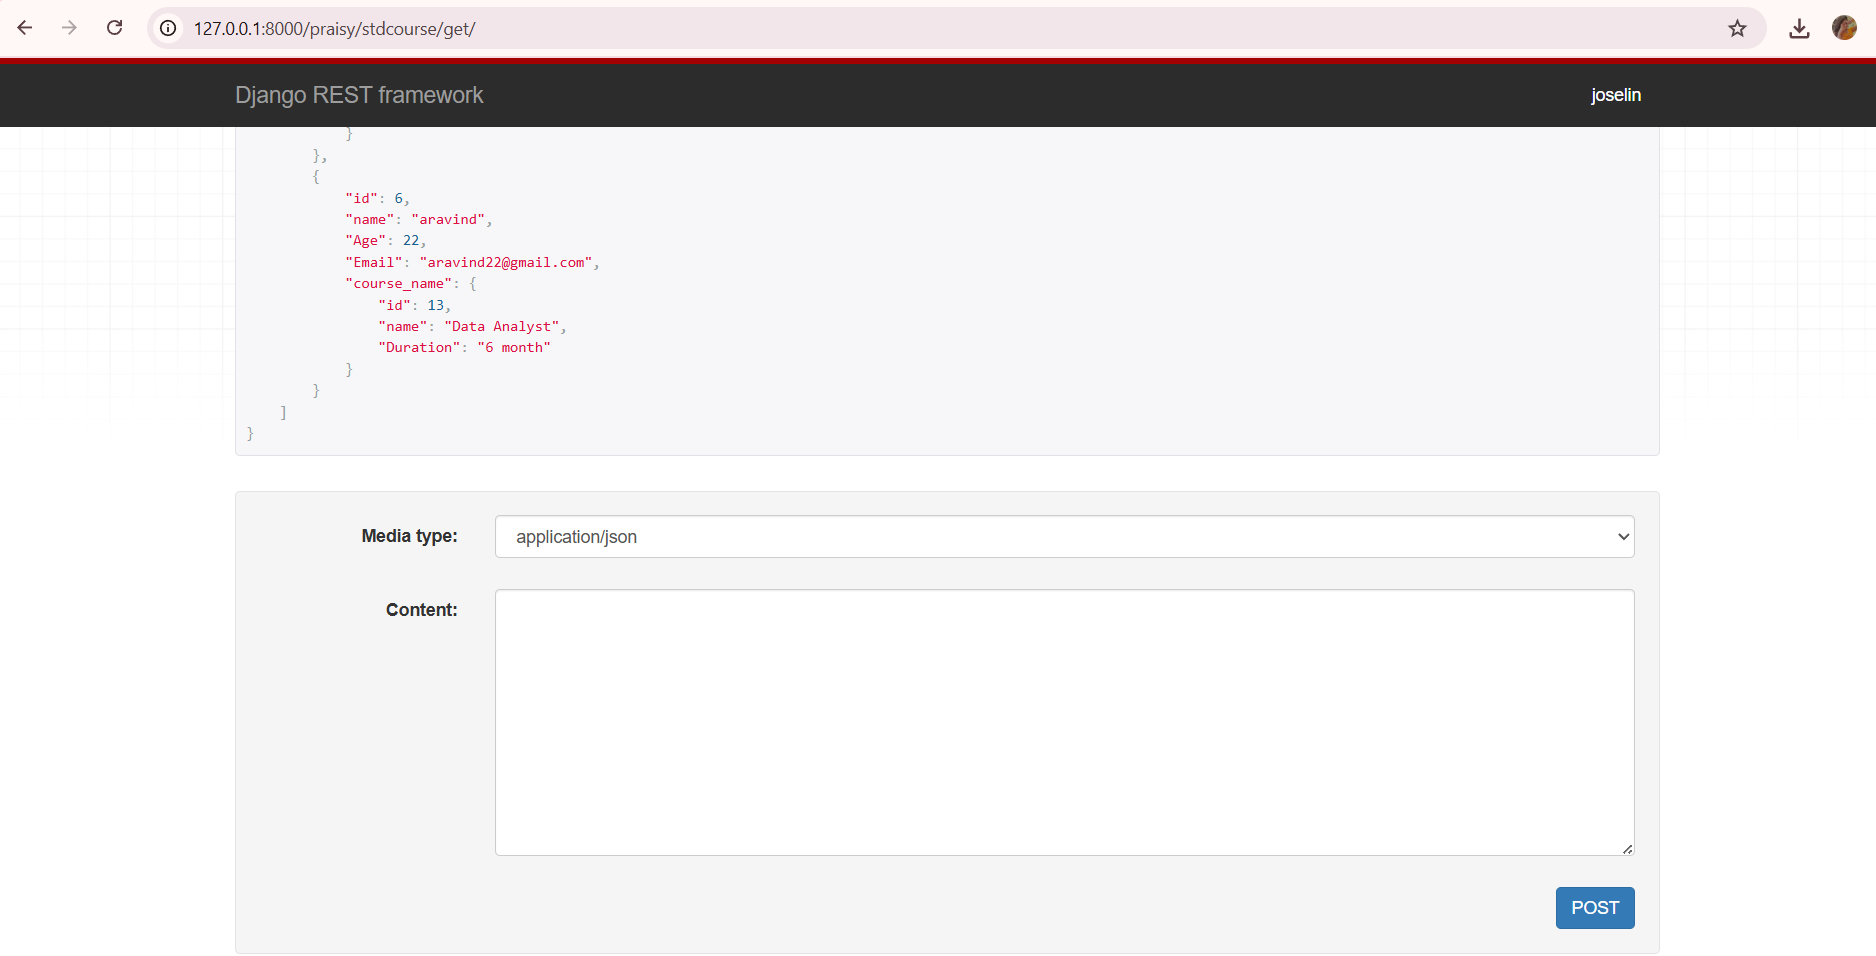 127.0.0.1:8000/praisy/stdcourse/get/
Django REST framework
joselin
}
},
{
"id": 6,
"name": "aravind",
"Age": 22,
"Email": "aravind22@gmail.com",
"course_name": {
"id": 13,
"name": "Data Analyst",
"Duration": "6 month"
}
}
]
}
Media type:
application/json
Content:
POST